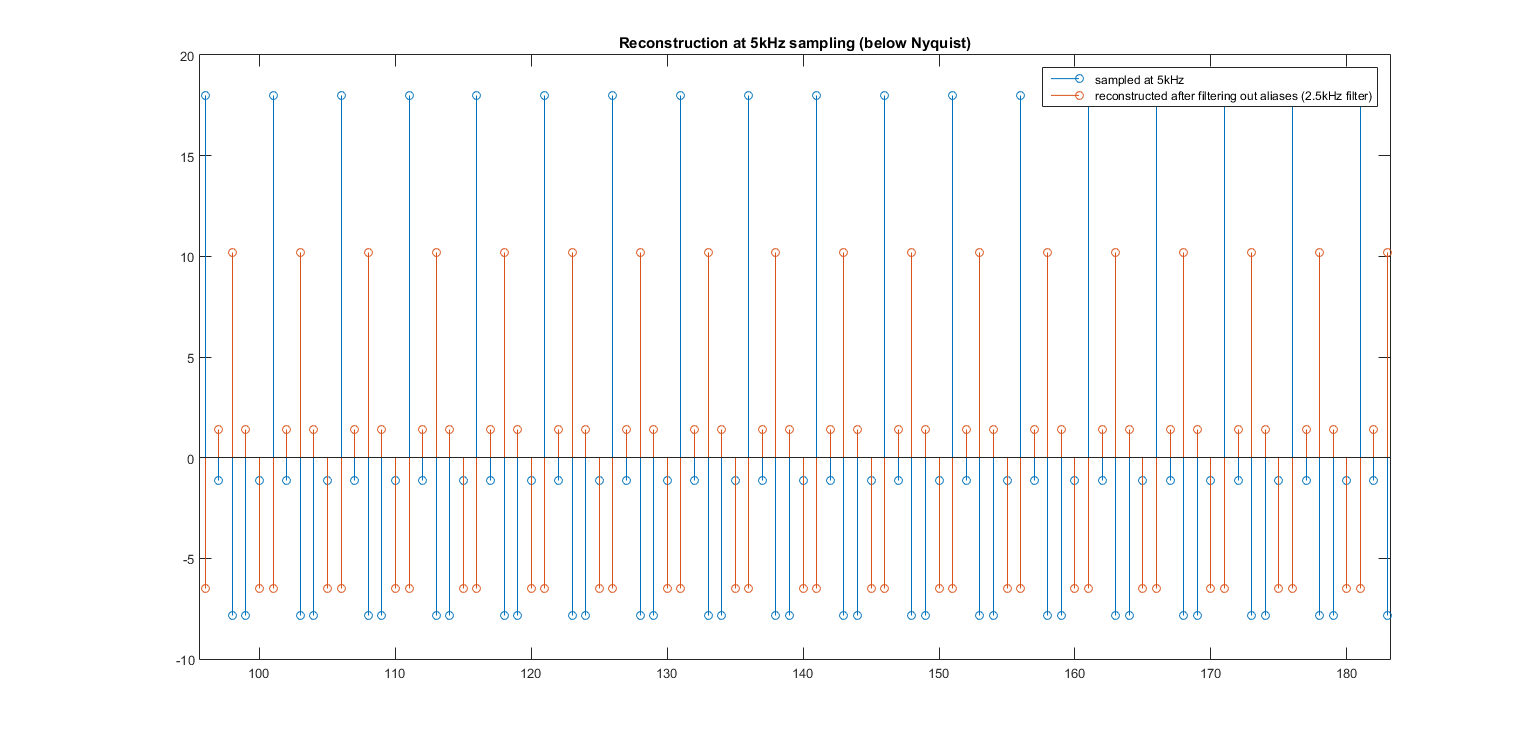 Reconstruction at 5kHz sampling (below Nyquist)
sampled at 5kHz
reconstructed after filtering out aliases (2.5kHz filter)
20
15
10
5
0
-5
-10
100 110 120 130 140 150 160 170 180